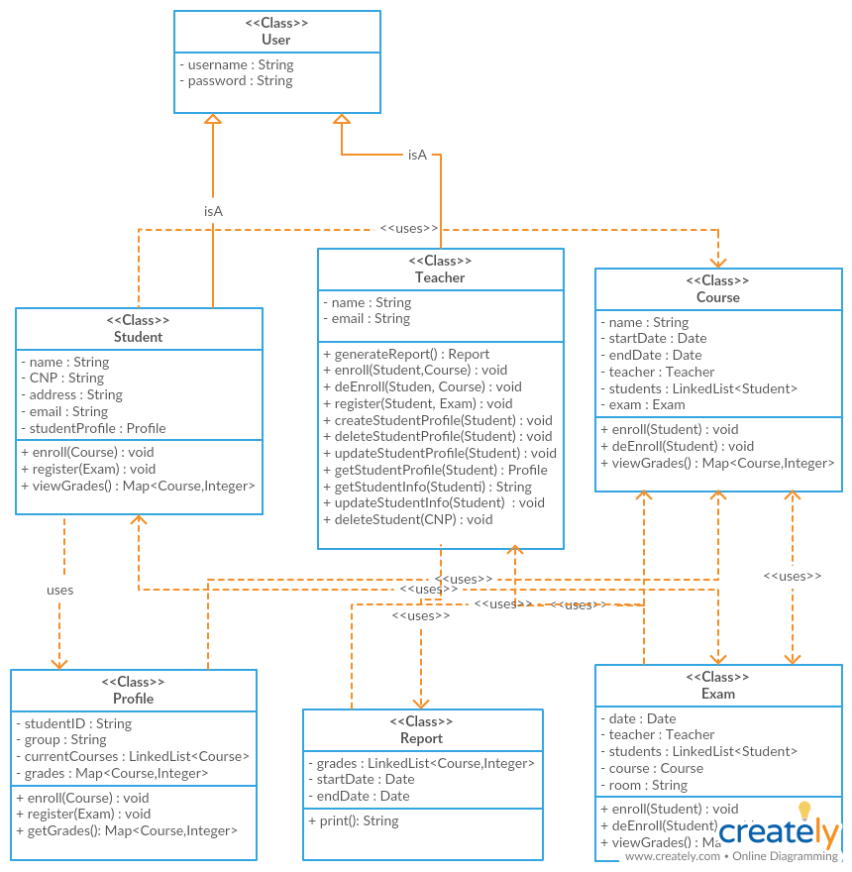 <<Class>>
User
- username : String
- password : String
isA
isA
<<uses>>
<<Class>>
Teacher
- name : String
- email : String
+ generateReport() : Report
+ enroll(Student,Course) : void
+ deEnroll(Studen, Course) : void
+ register(Student, Exam) : void
+ createStudentProfile(Student) : void
+ deleteStudentProfile(Student) : void
+ updateStudentProfile(Student) : void
+ getStudentProfile(Student) : Profile
+ getStudentInfo(Studenti) : String
+ updateStudentInfo(Student) : void
+ deleteStudent(CNP) : void
<<Class>>
Course
- name : String
- startDate : Date
- endDate : Date
- teacher : Teacher
- students : LinkedList<Student>
- exam : Exam
+ enroll(Student) : void
+ deEnroll(Student) : void
+ viewGrades() : Map<Course,Integer>
<<Class>>
Student
- name : String
- CNP : String
- address : String
- email : String
- studentProfile : Profile
+ enroll(Course) : void
+ register(Exam) : void
+ viewGrades() : Map<Course,Integer>
uses
<<uses>>
<<uses>>
<<uses>>
<<uses>>
<<uses>>
<<uses>>
<<Class>>
Profile
- studentID : String
- group : String
- currentCourses : LinkedList<Course>
- grades : Map<Course,Integer>
+ enroll(Course) : void
+ register(Exam) : void
+ getGrades(): Map<Course,Integer>
<<Class>>
Report
- grades : LinkedList<Course,Integer>
- startDate : Date
- endDate : Date
+ print(): String
<<Class>>
Exam
- date : Date
- teacher : Teacher
- students : LinkedList<Student>
- course : Course
- room : String
+ enroll(Student) : void
+ deEnroll(Student)
+ viewGrades() :
creately
www.creately.com • Online Diagramming